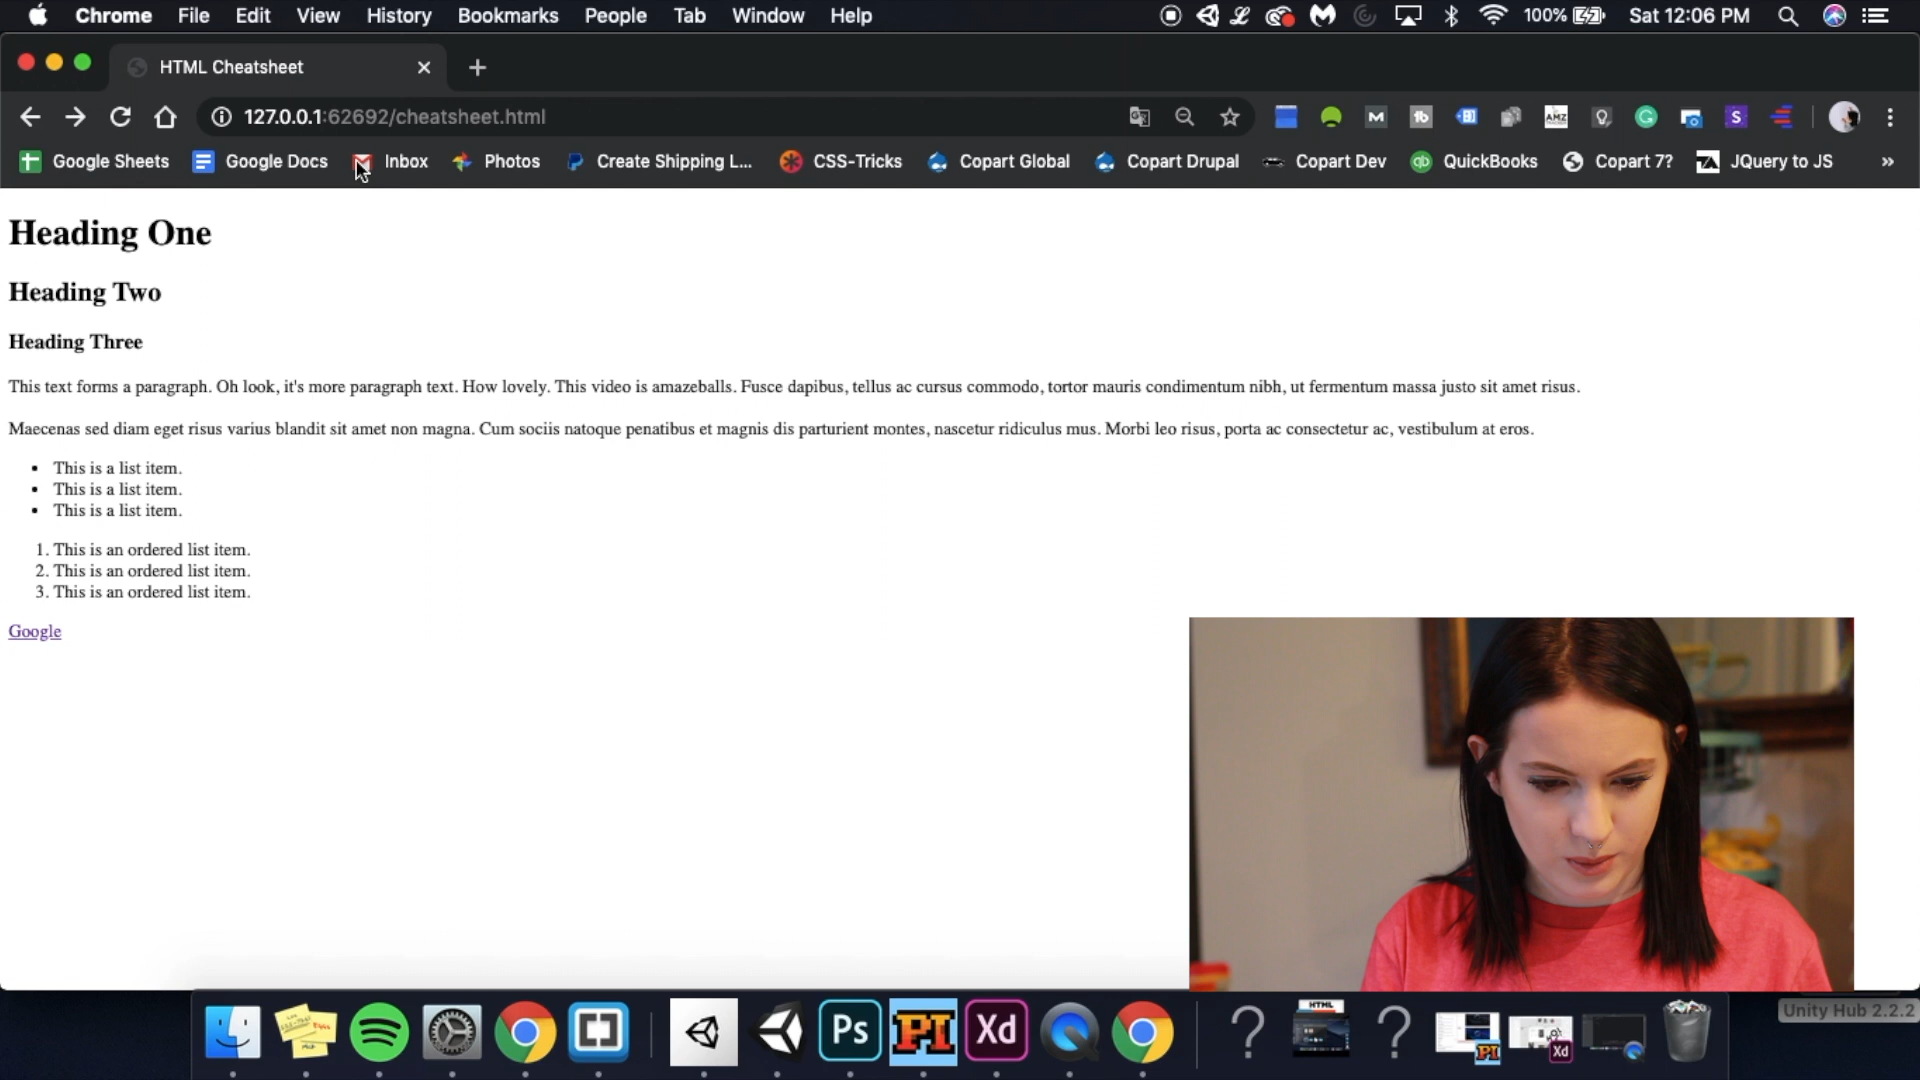 Chrome File Edit View History Bookmarks People Tab Window Help 100% Sat 12:06 PM
HTML Cheatsheet
127.0.0.1:62692/cheatsheet.html
Google Sheets Google Docs Inbox Photos Create Shipping L... CSS-Tricks Copart Global Copart Drupal Copart Dev QuickBooks Copart 7? JQuery to JS »
Heading One
Heading Two
Heading Three
This text forms a paragraph. Oh look, it's more paragraph text. How lovely. This video is amazeballs. Fusce dapibus, tellus ac cursus commodo, tortor mauris condimentum nibh, ut fermentum massa justo sit amet risus.
Maecenas sed diam eget risus varius blandit sit amet non magna. Cum sociis natoque penatibus et magnis dis parturient montes, nascetur ridiculus mus. Morbi leo risus, porta ac consectetur ac, vestibulum at eros.
• This is a list item.
• This is a list item.
• This is a list item.
1. This is an ordered list item.
2. This is an ordered list item.
3. This is an ordered list item.
Google
Unity Hub 2.2.2
Ps PI Xd ? HTML ? PI Xd